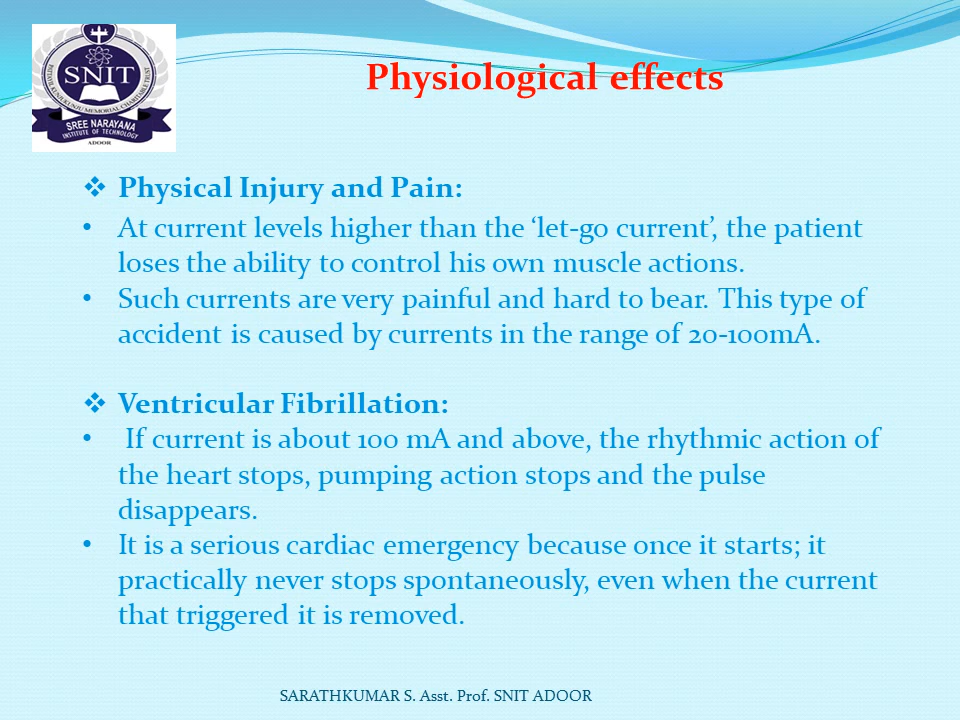 SNIT
SREE NARAYANA
INSTITUTE OF TECHNOLOGY
ADOOR
Physiological effects
❖ Physical Injury and Pain:
• At current levels higher than the ‘let-go current’, the patient
loses the ability to control his own muscle actions.
• Such currents are very painful and hard to bear. This type of
accident is caused by currents in the range of 20-100mA.
❖ Ventricular Fibrillation:
• If current is about 100 mA and above, the rhythmic action of
the heart stops, pumping action stops and the pulse
disappears.
• It is a serious cardiac emergency because once it starts; it
practically never stops spontaneously, even when the current
that triggered it is removed.
SARATHKUMAR S. Asst. Prof. SNIT ADOOR